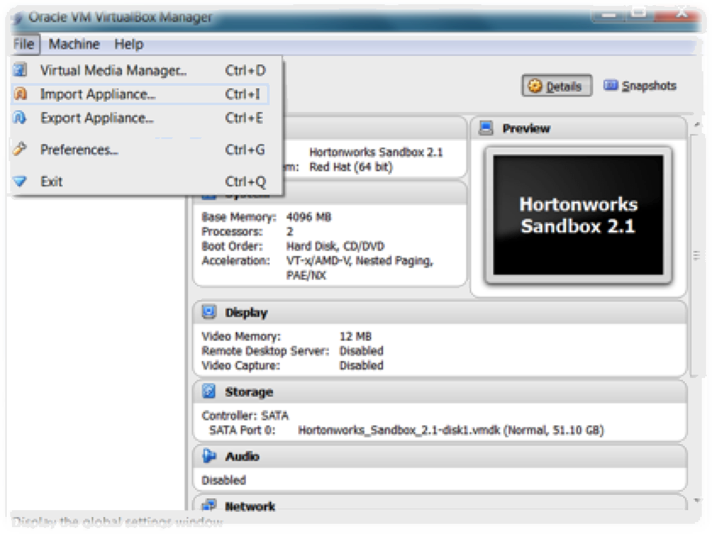 Oracle VM VirtualBox Manager
File Machine Help
Virtual Media Manager... Ctrl+D
Import Appliance... Ctrl+I
Export Appliance... Ctrl+E
Preferences... Ctrl+G
Exit Ctrl+Q
Details Snapshots
Hortonworks Sandbox 2.1
m: Red Hat (64 bit)
System
Base Memory: 4096 MB
Processors: 2
Boot Order: Hard Disk, CD/DVD
Acceleration: VT-x/AMD-V, Nested Paging,
PAE/NX
Preview
Hortonworks
Sandbox 2.1
Display
Video Memory: 12 MB
Remote Desktop Server: Disabled
Video Capture: Disabled
Storage
Controller: SATA
SATA Port 0: Hortonworks_Sandbox_2.1-disk1.vmdk (Normal, 51.10 GB)
Audio
Disabled
Network
Display the global settings window